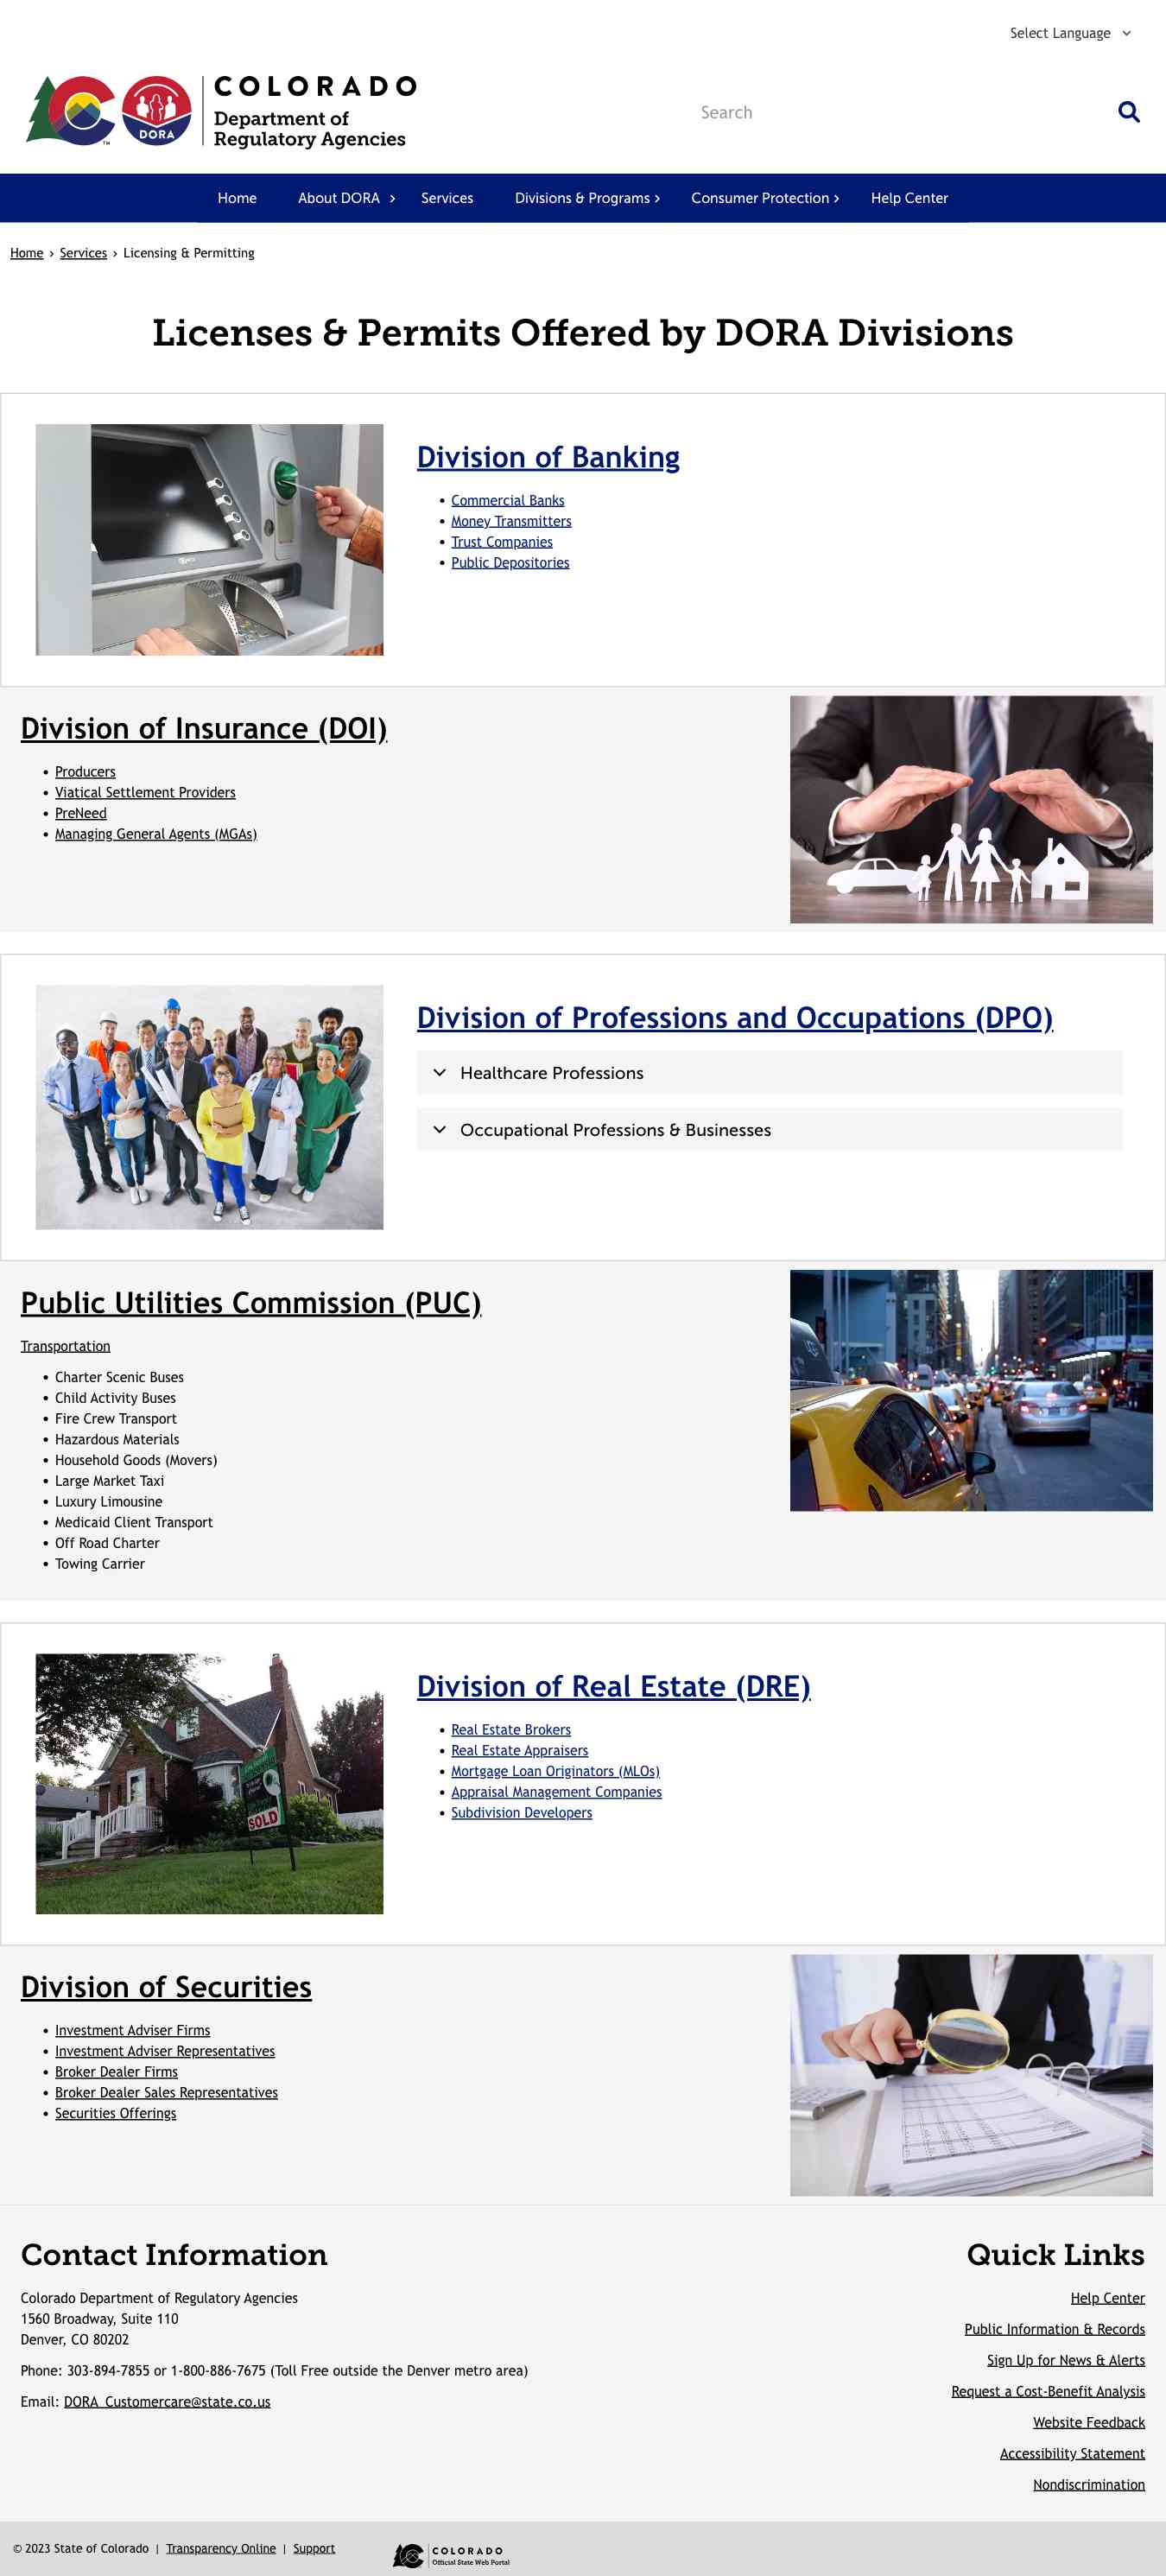 Select Language
COLORADO
Department of
Regulatory Agencies
DORA
TM
Search
Home
About DORA
Services
Divisions & Programs
Consumer Protection
Help Center
Home › Services › Licensing & Permitting
Licenses & Permits Offered by DORA Divisions
Division of Banking
• Commercial Banks
• Money Transmitters
• Trust Companies
• Public Depositories
Division of Insurance (DOI)
• Producers
• Viatical Settlement Providers
• PreNeed
• Managing General Agents (MGAs)
Division of Professions and Occupations (DPO)
Healthcare Professions
Occupational Professions & Businesses
Public Utilities Commission (PUC)
Transportation
• Charter Scenic Buses
• Child Activity Buses
• Fire Crew Transport
• Hazardous Materials
• Household Goods (Movers)
• Large Market Taxi
• Luxury Limousine
• Medicaid Client Transport
• Off Road Charter
• Towing Carrier
SOLD
Division of Real Estate (DRE)
• Real Estate Brokers
• Real Estate Appraisers
• Mortgage Loan Originators (MLOs)
• Appraisal Management Companies
• Subdivision Developers
Division of Securities
• Investment Adviser Firms
• Investment Adviser Representatives
• Broker Dealer Firms
• Broker Dealer Sales Representatives
• Securities Offerings
Contact Information
Colorado Department of Regulatory Agencies
1560 Broadway, Suite 110
Denver, CO 80202
Phone: 303-894-7855 or 1-800-886-7675 (Toll Free outside the Denver metro area)
Email: DORA_Customercare@state.co.us
Quick Links
Help Center
Public Information & Records
Sign Up for News & Alerts
Request a Cost-Benefit Analysis
Website Feedback
Accessibility Statement
Nondiscrimination
© 2023 State of Colorado | Transparency Online | Support
COLORADO
Official State Web Portal